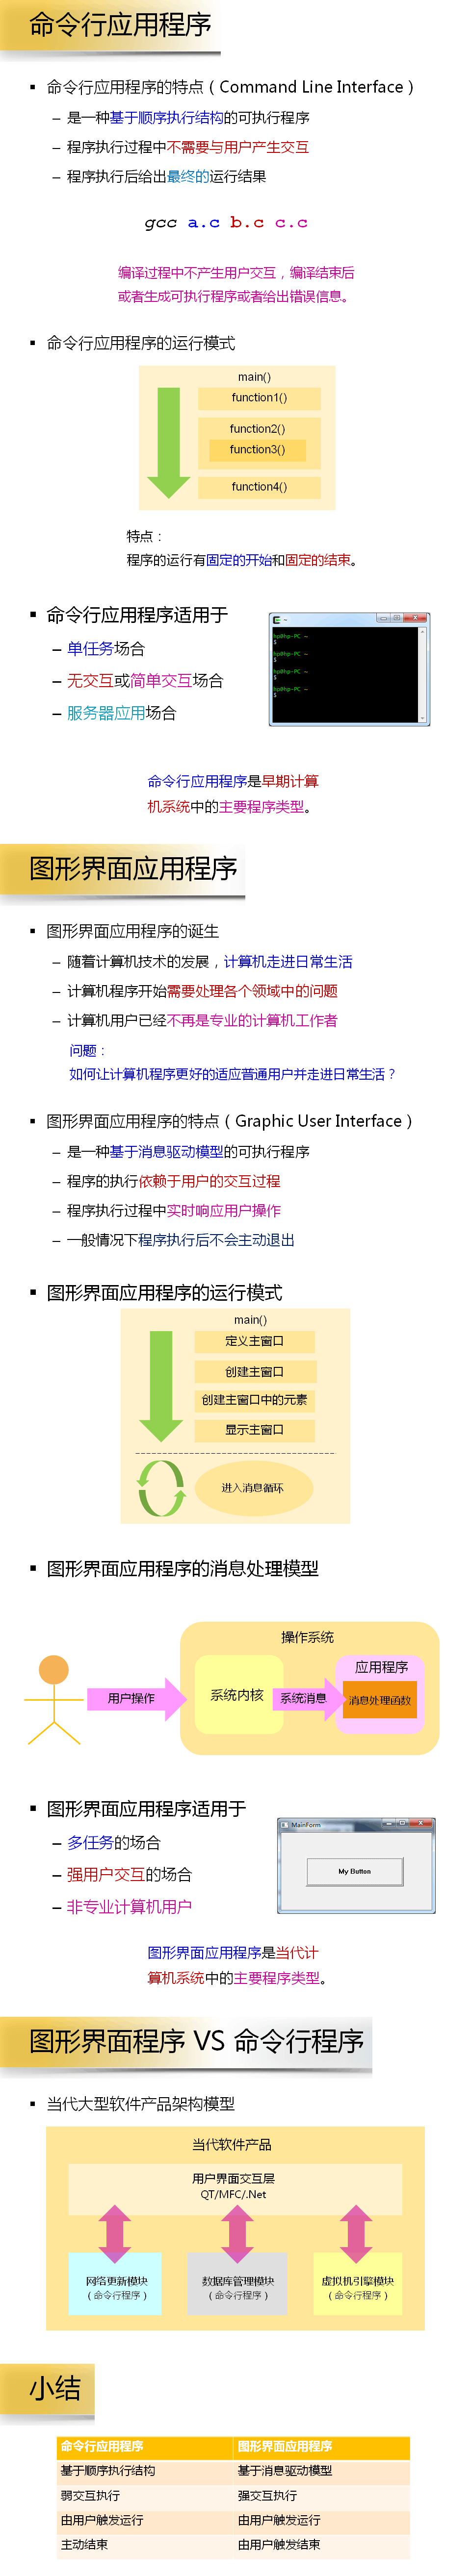 命令行应用程序
▪ 命令行应用程序的特点（Command Line Interface）
– 是一种基于顺序执行结构的可执行程序
– 程序执行过程中不需要与用户产生交互
– 程序执行后给出最终的运行结果
gcc a.c b.c c.c
编译过程中不产生用户交互，编译结束后
或者生成可执行程序或者给出错误信息。
▪ 命令行应用程序的运行模式
main()
function1()
function2()
function3()
function4()
特点：
程序的运行有固定的开始和固定的结束。
▪ 命令行应用程序适用于
– 单任务场合
– 无交互或简单交互场合
– 服务器应用场合
~
hp@hp-PC ~
$
hp@hp-PC ~
$
hp@hp-PC ~
$
hp@hp-PC ~
$
命令行应用程序是早期计算
机系统中的主要程序类型。
图形界面应用程序
▪ 图形界面应用程序的诞生
– 随着计算机技术的发展，计算机走进日常生活
– 计算机程序开始需要处理各个领域中的问题
– 计算机用户已经不再是专业的计算机工作者
问题：
如何让计算机程序更好的适应普通用户并走进日常生活？
▪ 图形界面应用程序的特点（Graphic User Interface）
– 是一种基于消息驱动模型的可执行程序
– 程序的执行依赖于用户的交互过程
– 程序执行过程中实时响应用户操作
– 一般情况下程序执行后不会主动退出
▪ 图形界面应用程序的运行模式
main()
定义主窗口
创建主窗口
创建主窗口中的元素
显示主窗口
进入消息循环
▪ 图形界面应用程序的消息处理模型
操作系统
用户操作
系统内核
系统消息
应用程序
消息处理函数
▪ 图形界面应用程序适用于
– 多任务的场合
– 强用户交互的场合
– 非专业计算机用户
MainForm
My Button
图形界面应用程序是当代计
算机系统中的主要程序类型。
图形界面程序 VS 命令行程序
▪ 当代大型软件产品架构模型
当代软件产品
用户界面交互层
QT/MFC/.Net
网络更新模块
（命令行程序）
数据库管理模块
（命令行程序）
虚拟机引擎模块
（命令行程序）
小结
命令行应用程序 图形界面应用程序
基于顺序执行结构 基于消息驱动模型
弱交互执行 强交互执行
由用户触发运行 由用户触发运行
主动结束 由用户触发结束